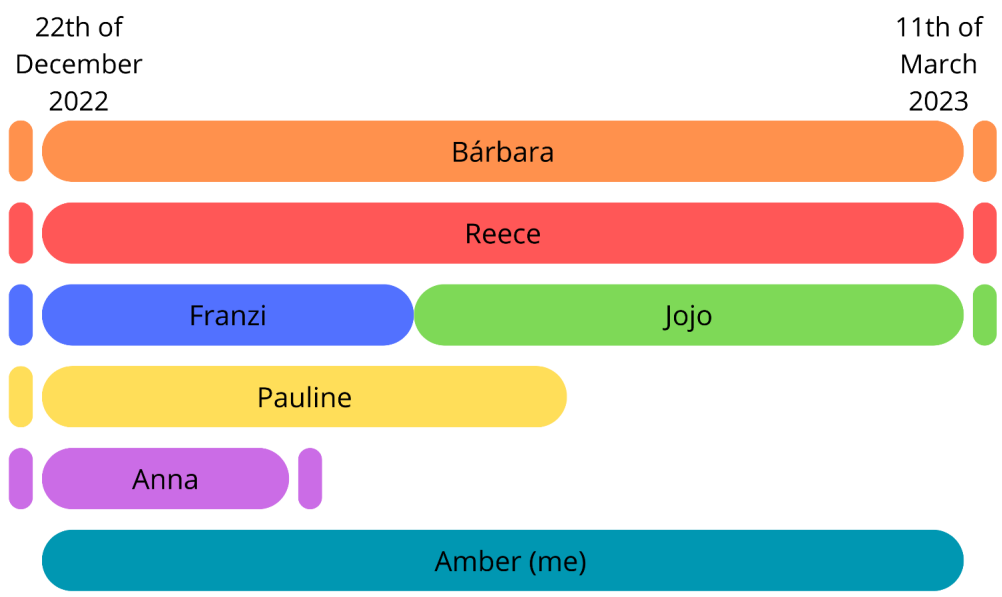 22th of
December
2022
11th of
March
2023
Bárbara
Reece
Franzi
Jojo
Pauline
Anna
Amber (me)